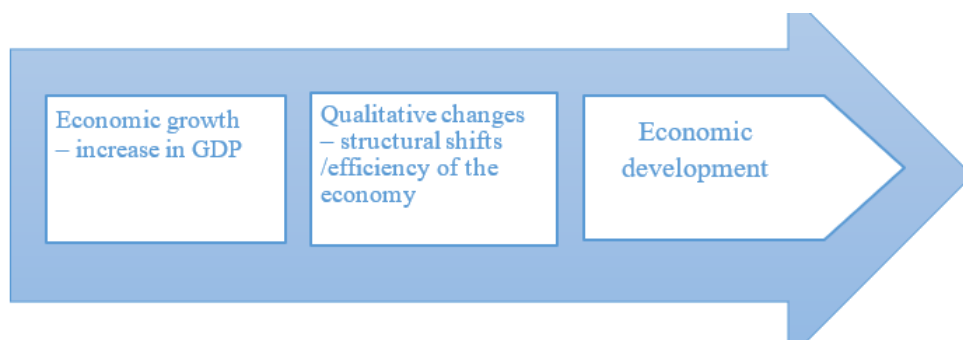 Economic growth
– increase in GDP
Qualitative changes
– structural shifts
/efficiency of the
economy
Economic
development